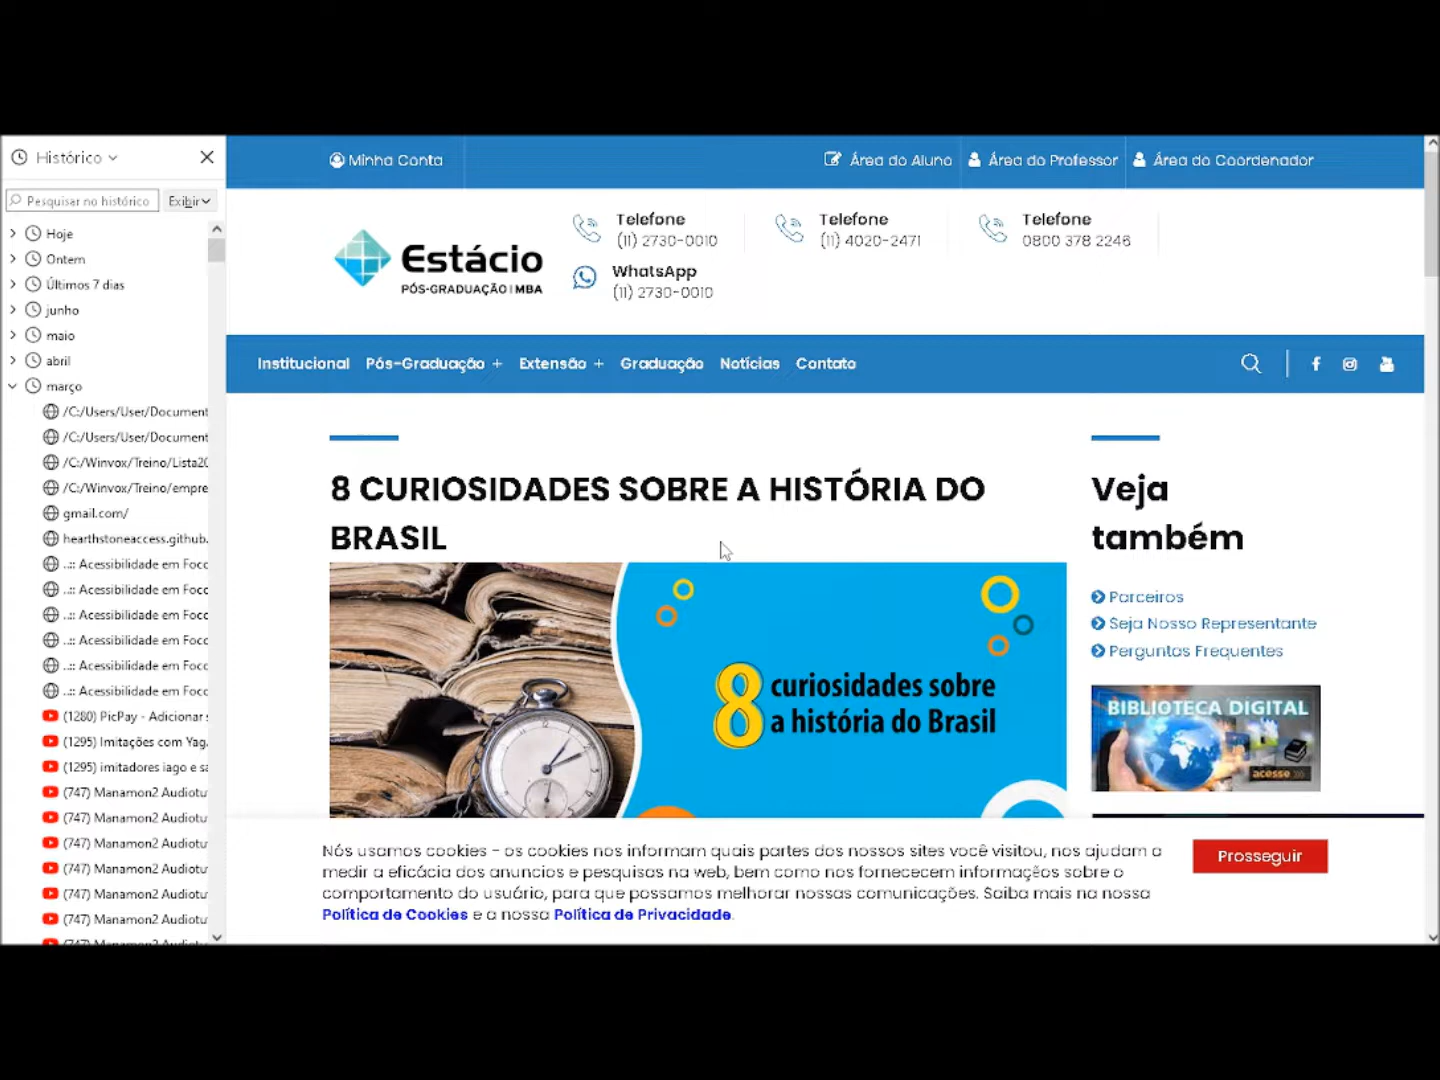 Histórico
Pesquisar no histórico
Exibir
Hoje
Ontem
Últimos 7 dias
junho
maio
abril
março
/C:/Users/User/Document
/C:/Users/User/Document
/C:/Winvox/Treino/Lista20
/C:/Winvox/Treino/empre
gmail.com/
hearthstoneaccess.github.
..:: Acessibilidade em Foco
..:: Acessibilidade em Foco
..:: Acessibilidade em Foco
..:: Acessibilidade em Foco
..:: Acessibilidade em Foco
..:: Acessibilidade em Foco
(1280) PicPay - Adicionar s
(1295) Imitações com Yag
(1295) imitadores iago e sa
(747) Manamon2 Audiotu
(747) Manamon2 Audiotu
(747) Manamon2 Audiotu
(747) Manamon2 Audiotu
(747) Manamon2 Audiotu
(747) Manamon2 Audiotu
(747) Manamon2 Audiotu
Minha Conta
Área do Aluno
Área do Professor
Área do Coordenador
Estácio
PÓS-GRADUAÇÃO | MBA
Telefone
(11) 2730-0010
Telefone
(11) 4020-2471
Telefone
0800 378 2246
WhatsApp
(11) 2730-0010
Institucional Pós-Graduação + Extensão + Graduação Notícias Contato
8 CURIOSIDADES SOBRE A HISTÓRIA DO
BRASIL
8 curiosidades sobre
a história do Brasil
Veja
também
Parceiros
Seja Nosso Representante
Perguntas Frequentes
BIBLIOTECA DIGITAL
acesse
Nós usamos cookies - os cookies nos informam quais partes dos nossos sites você visitou, nos ajudam a
medir a eficácia dos anuncios e pesquisas na web, bem como nos fornececem informações sobre o
comportamento do usuário, para que possamos melhorar nossas comunicações. Saiba mais na nossa
Política de Cookies e a nossa Política de Privacidade.
Prosseguir